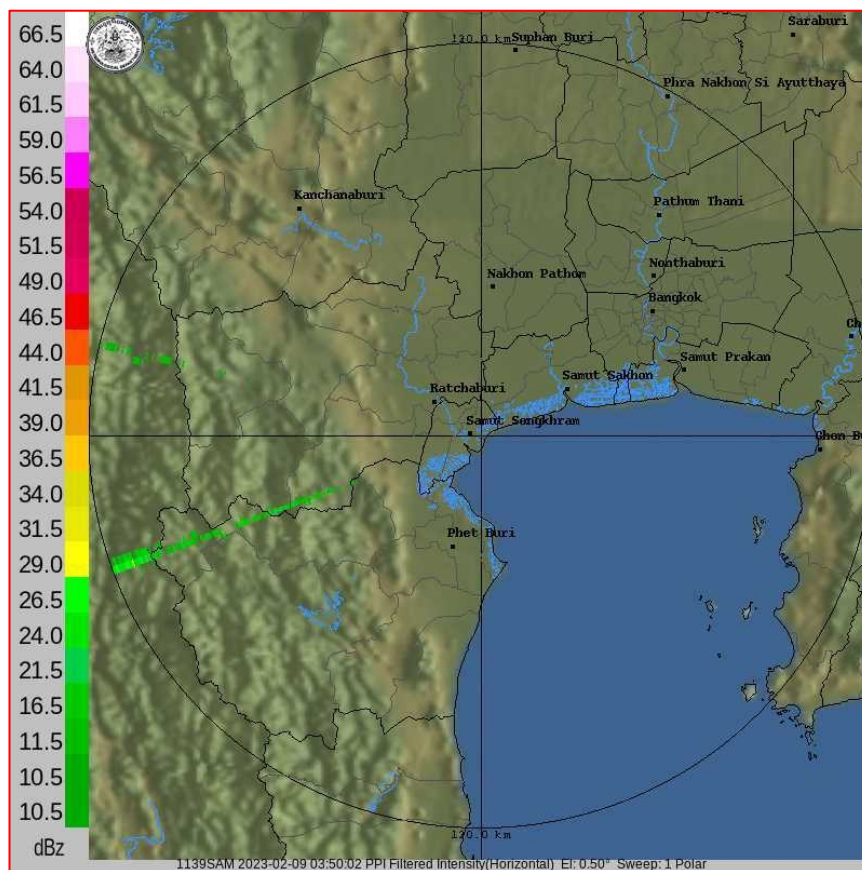 66.5
64.0
61.5
59.0
56.5
54.0
51.5
49.0
46.5
44.0
41.5
39.0
36.5
34.0
31.5
29.0
26.5
24.0
21.5
16.5
11.5
10.5
10.5
dBz
120.0 km
Saraburi
Suphan Buri
Phra Nakhon Si Ayutthaya
Kanchanaburi
Pathum Thani
Nonthaburi
Nakhon Pathom
Bangkok
Ch
Samut Prakan
Ratchaburi
Samut Sakhon
Samut Songkhram
Chon Bu
Phet Buri
120.0 km
1139SAM 2023-02-09 03:50:02 PPI Filtered Intensity(Horizontal) El: 0.50° Sweep: 1 Polar